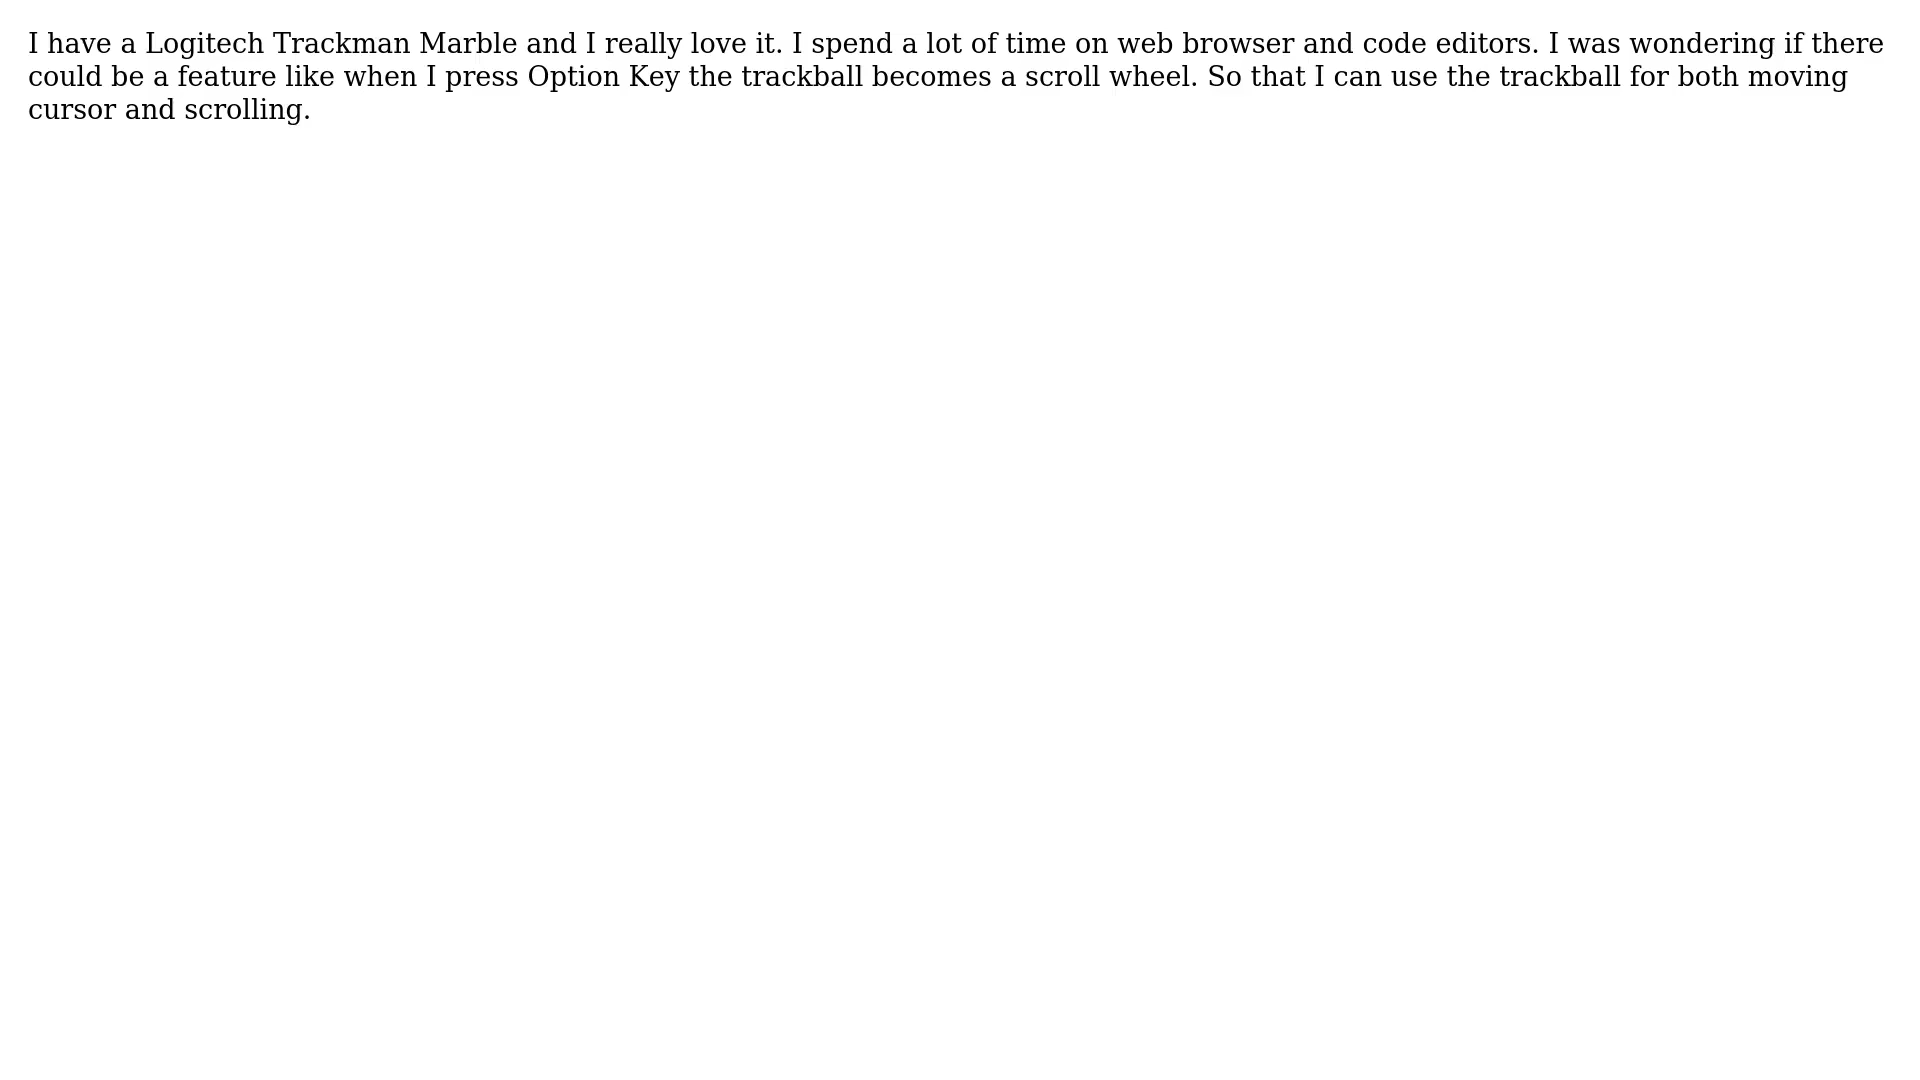 I have a Logitech Trackman Marble and I really love it. I spend a lot of time on web browser and code editors. I was wondering if there
could be a feature like when I press Option Key the trackball becomes a scroll wheel. So that I can use the trackball for both moving
cursor and scrolling.